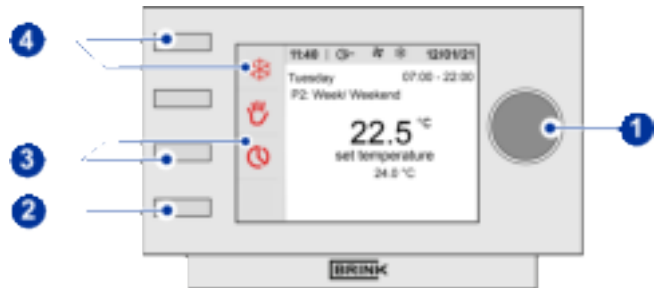 4
11:40 12/01/21
Tuesday 07:00 - 22:00
P2: Week/ Weekend
22.5 °C
1
3
set temperature
24.0 °C
2
BRINK